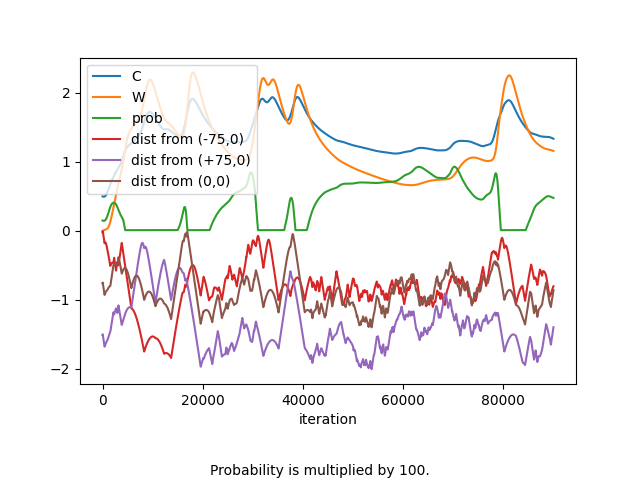 C
W
prob
dist from (-75,0)
dist from (+75,0)
dist from (0,0)
2
1
0
−1
−2
0
20000
40000
60000
80000
iteration
Probability is multiplied by 100.